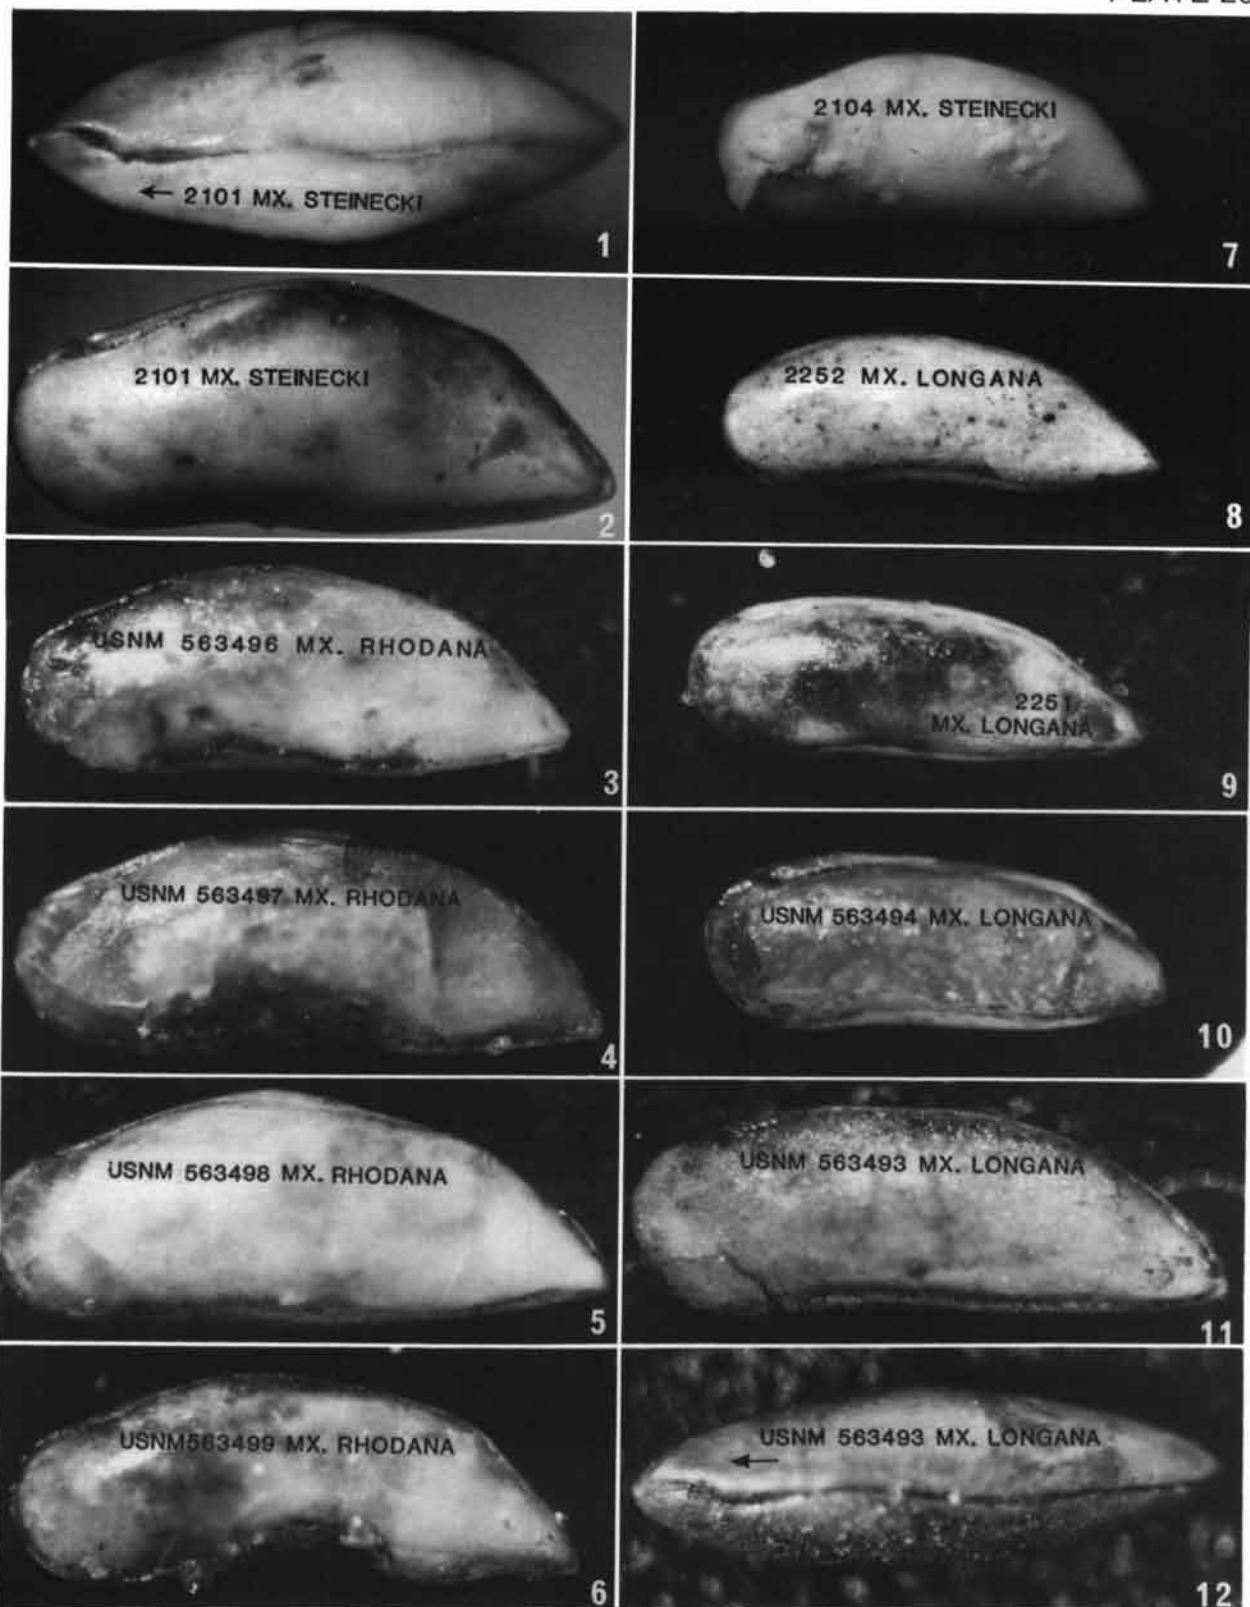 ← 2101 MX. STEINECKI
1
2101 MX. STEINECKI
2
USNM 563496 MX. RHODANA
3
USNM 563497 MX. RHODANA
4
USNM 563498 MX. RHODANA
5
USNM563499 MX. RHODANA
6
2104 MX. STEINECKI
7
2252 MX. LONGANA
8
2251
MX. LONGANA
9
USNM 563494 MX. LONGANA
10
USNM 563493 MX. LONGANA
11
USNM 563493 MX. LONGANA
←
12